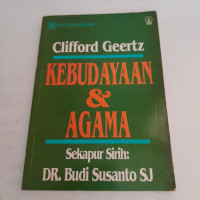 Clifford Geertz
KEBUDAYAAN
&
AGAMA
Sekapur Sirih:
DR. Budi Susanto SJ